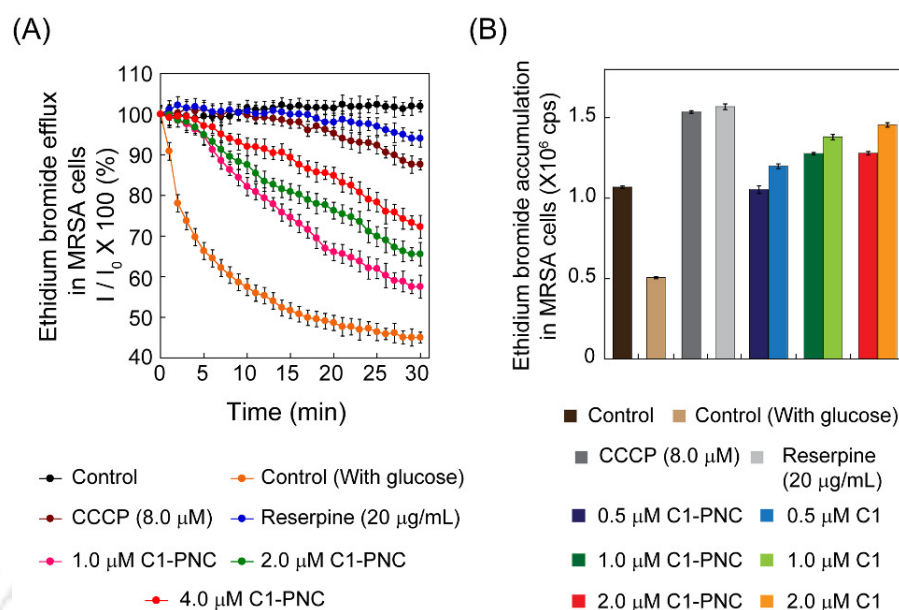 (A)
Ethidium bromide efflux
in MRSA cells
I / I₀ X 100 (%)
110
100
90
80
70
60
50
40
0 5 10 15 20 25 30
Time (min)
Control
Control (With glucose)
CCCP (8.0 μM)
Reserpine (20 μg/mL)
1.0 μM C1-PNC
2.0 μM C1-PNC
4.0 μM C1-PNC
(B)
Ethidium bromide accumulation
in MRSA cells (X10⁶ cps)
1.5
1.0
0.5
0
Control
Control (With glucose)
CCCP (8.0 μM)
Reserpine
(20 μg/mL)
0.5 μM C1-PNC
0.5 μM C1
1.0 μM C1-PNC
1.0 μM C1
2.0 μM C1-PNC
2.0 μM C1